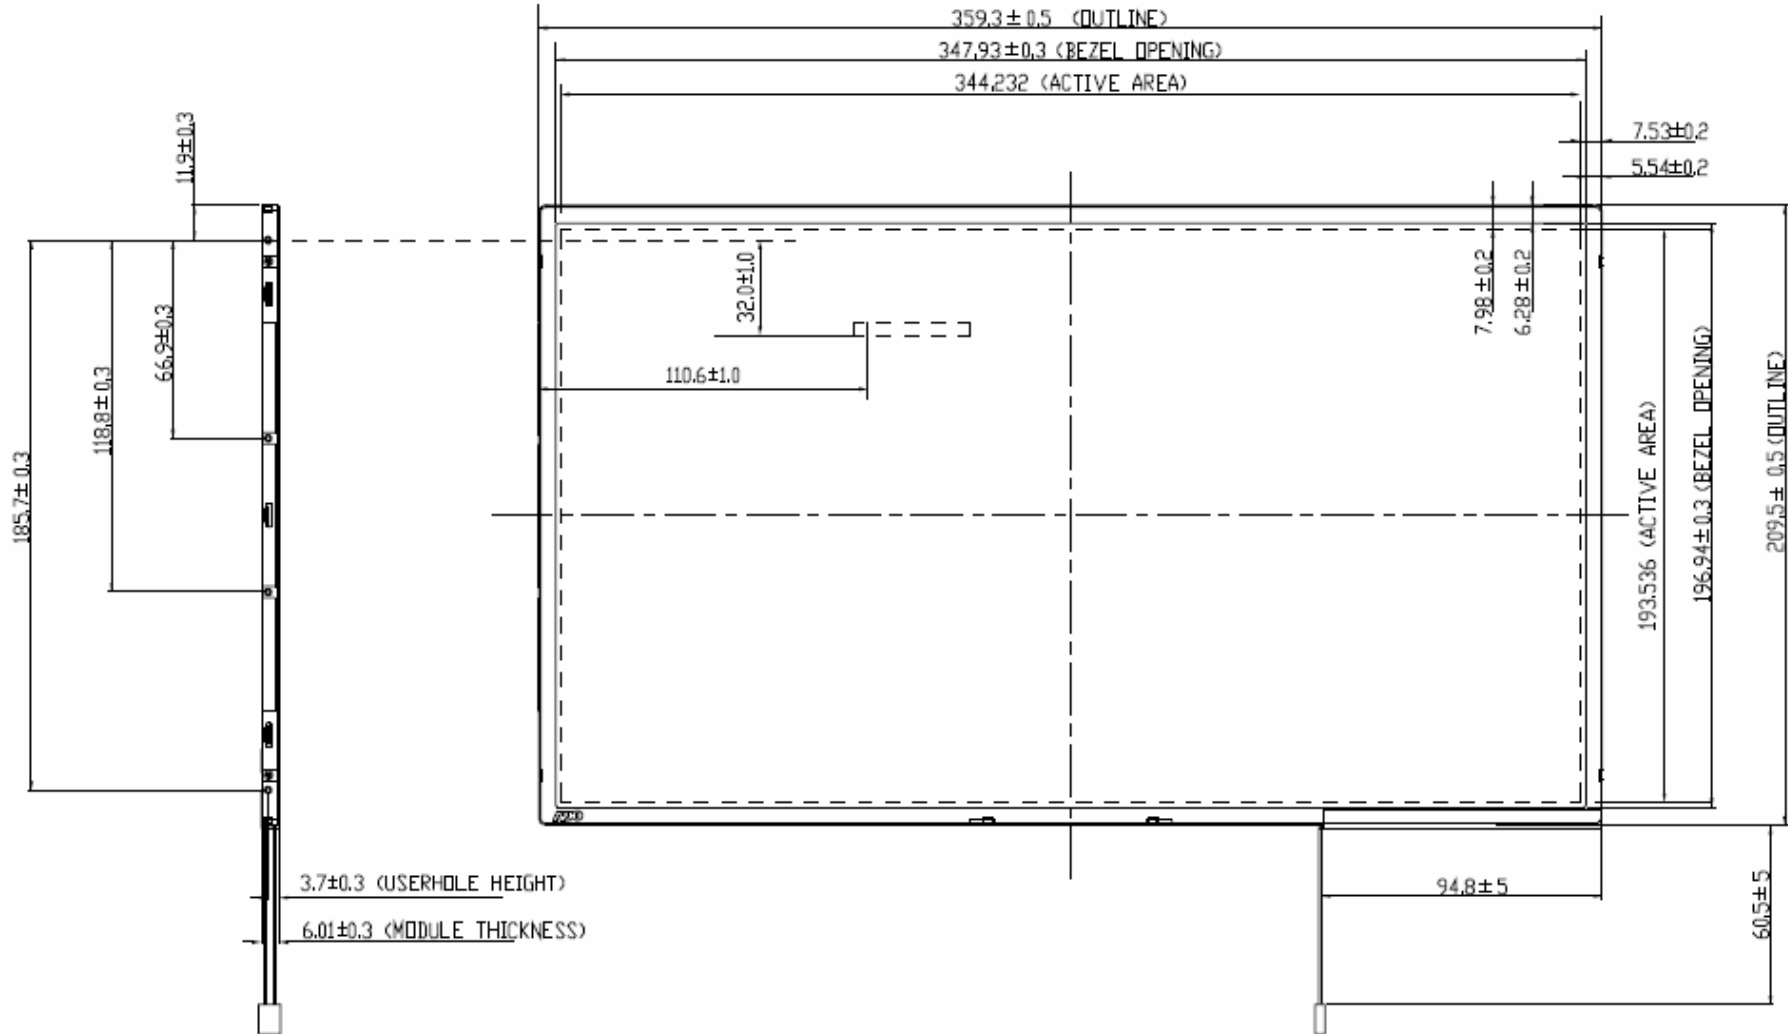 359.3±0.5 (OUTLINE)
347.93±0.3 (BEZEL OPENING)
344.232 (ACTIVE AREA)
7.53±0.2
5.54±0.2
11.9±0.3
66.9±0.3
118.8±0.3
185.7±0.3
32.0±1.0
110.6±1.0
7.98±0.2
6.28±0.2
193.536 (ACTIVE AREA)
196.94±0.3 (BEZEL OPENING)
209.5±0.5 (OUTLINE)
3.7±0.3 (USERHOLE HEIGHT)
6.01±0.3 (MODULE THICKNESS)
94.8±5
60.5±5